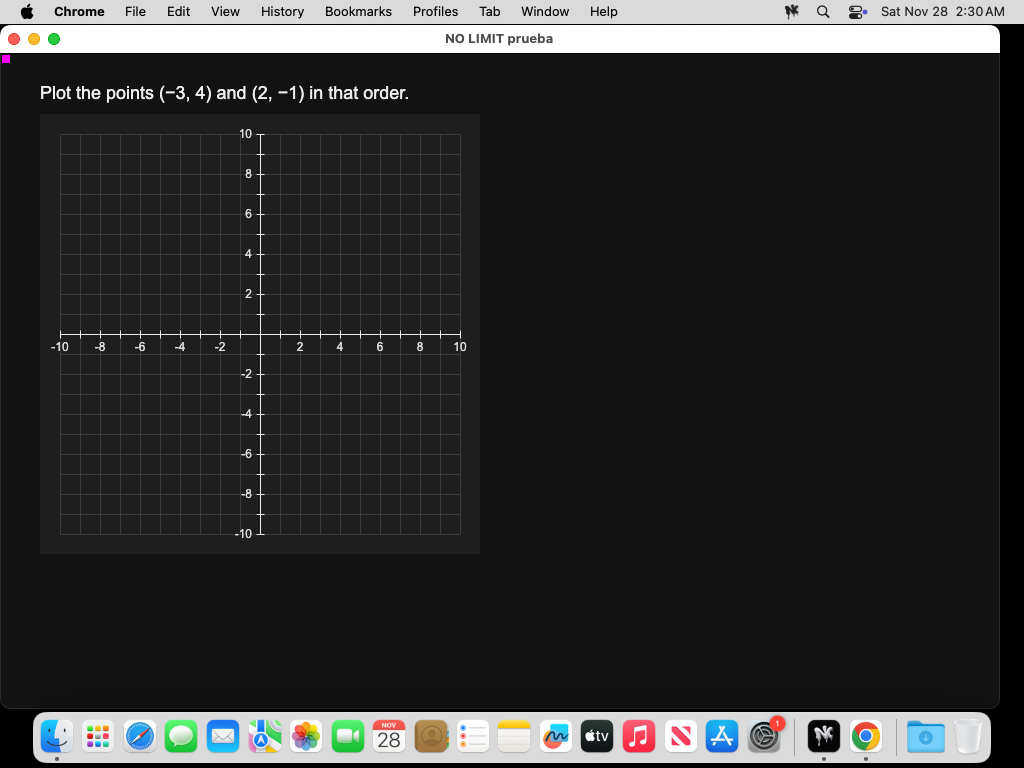 Chrome File Edit View History Bookmarks Profiles Tab Window Help Sat Nov 28 2:30 AM
NO LIMIT prueba
Plot the points (−3, 4) and (2, −1) in that order.
10
8
6
4
2
-10 -8 -6 -4 -2 2 4 6 8 10
-2
-4
-6
-8
-10
NOV
28
tv
1